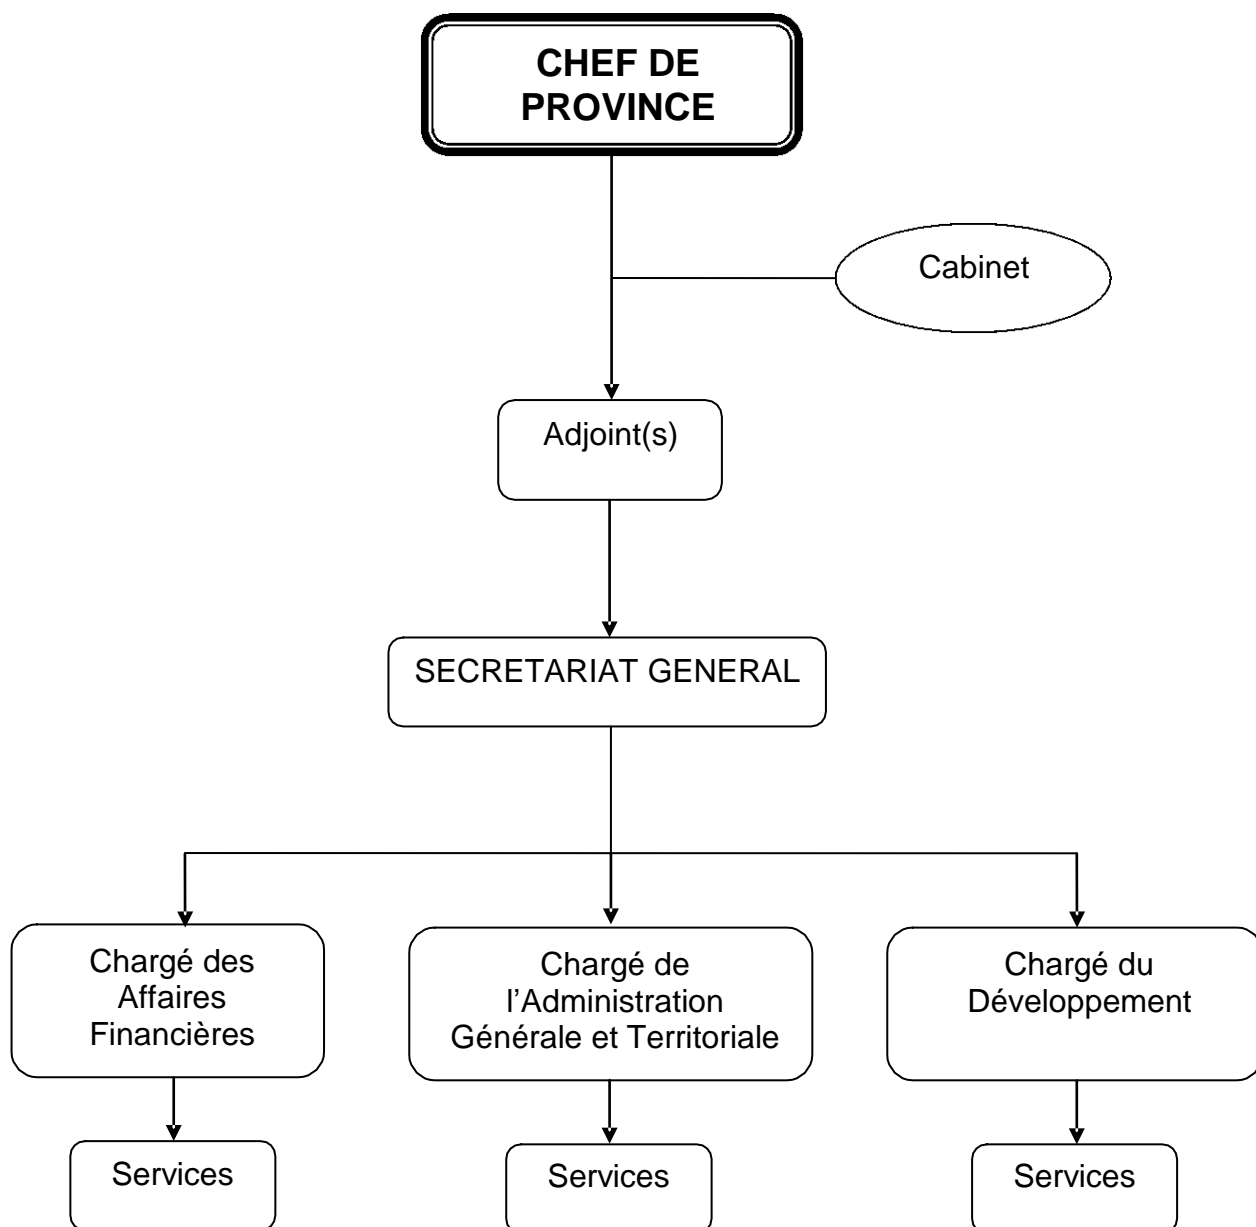 CHEF DE
PROVINCE
Cabinet
Adjoint(s)
SECRETARIAT GENERAL
Chargé des
Affaires
Financières
Chargé de
l’Administration
Générale et Territoriale
Chargé du
Développement
Services
Services
Services